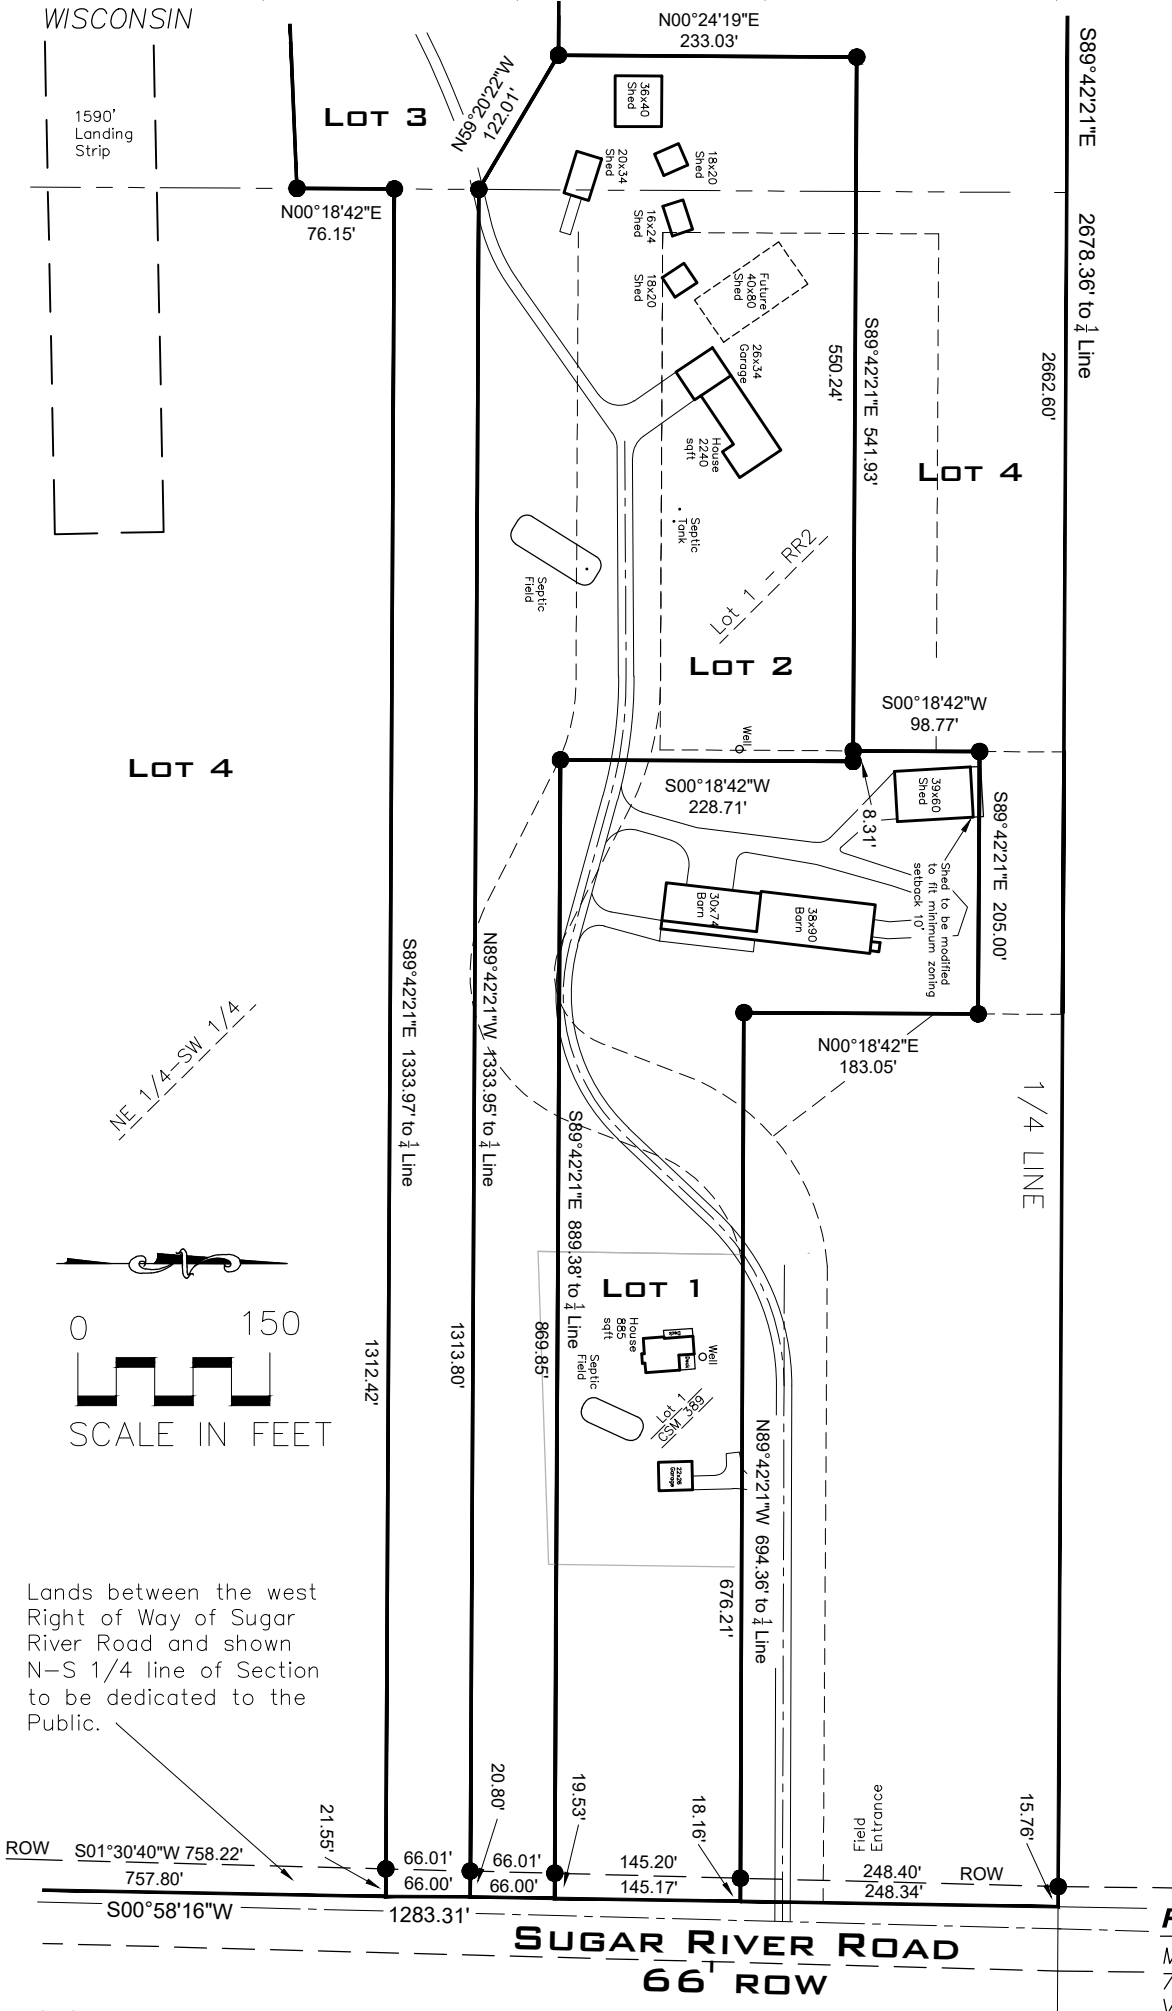 WISCONSIN
1590'
Landing
Strip
LOT 3
N59°20'22"W
122.01'
N00°24'19"E
233.03'
S89°42'21"E 2678.36' to 1/4 Line
2662.60'
36x40
Shed
20x34
Shed
18x20
Shed
16x24
Shed
18x20
Shed
Future
40x80
Shed
N00°18'42"E
76.15'
26x34
Garage
House
2240
sqft
550.24'
S89°42'21"E 541.93'
LOT 4
Septic
Tank
Septic
Field
Lot 1 - RR2
LOT 2
S00°18'42"W
98.77'
Well
LOT 4
S00°18'42"W
228.71'
8.31'
39x60
Shed
S89°42'21"E 205.00'
Shed to be modified
to fit minimum zoning
setback 10'
30x74
Barn
38x90
Barn
S89°42'21"E 1333.97' to 1/4 Line
N89°42'21"W 1333.95' to 1/4 Line
NE 1/4-SW 1/4
N00°18'42"E
183.05'
1/4 LINE
S89°42'21"E 889.38' to 1/4 Line
LOT 1
0 150
SCALE IN FEET
1312.42'
1313.80'
869.85'
House
885
sqft
Deck
Deck
Well
Septic
Field
Lot 1
CSM 389
22x26
Garage
N89°42'21"W 694.36' to 1/4 Line
676.21'
Lands between the west
Right of Way of Sugar
River Road and shown
N-S 1/4 line of Section
to be dedicated to the
Public.
21.55'
20.80'
19.53'
18.16'
Field
Entrance
15.76'
ROW S01°30'40"W 758.22'
66.01' 66.01' 145.20' 248.40' ROW
757.80' 66.00' 66.00' 145.17' 248.34'
S00°58'16"W 1283.31'
SUGAR RIVER ROAD
66' ROW